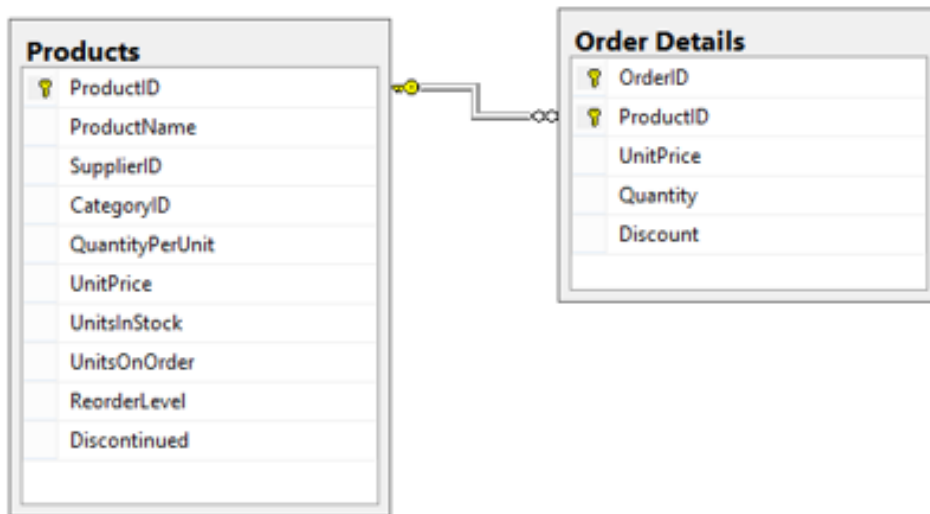 Products
ProductID
ProductName
SupplierID
CategoryID
QuantityPerUnit
UnitPrice
UnitsInStock
UnitsOnOrder
ReorderLevel
Discontinued
Order Details
OrderID
ProductID
UnitPrice
Quantity
Discount